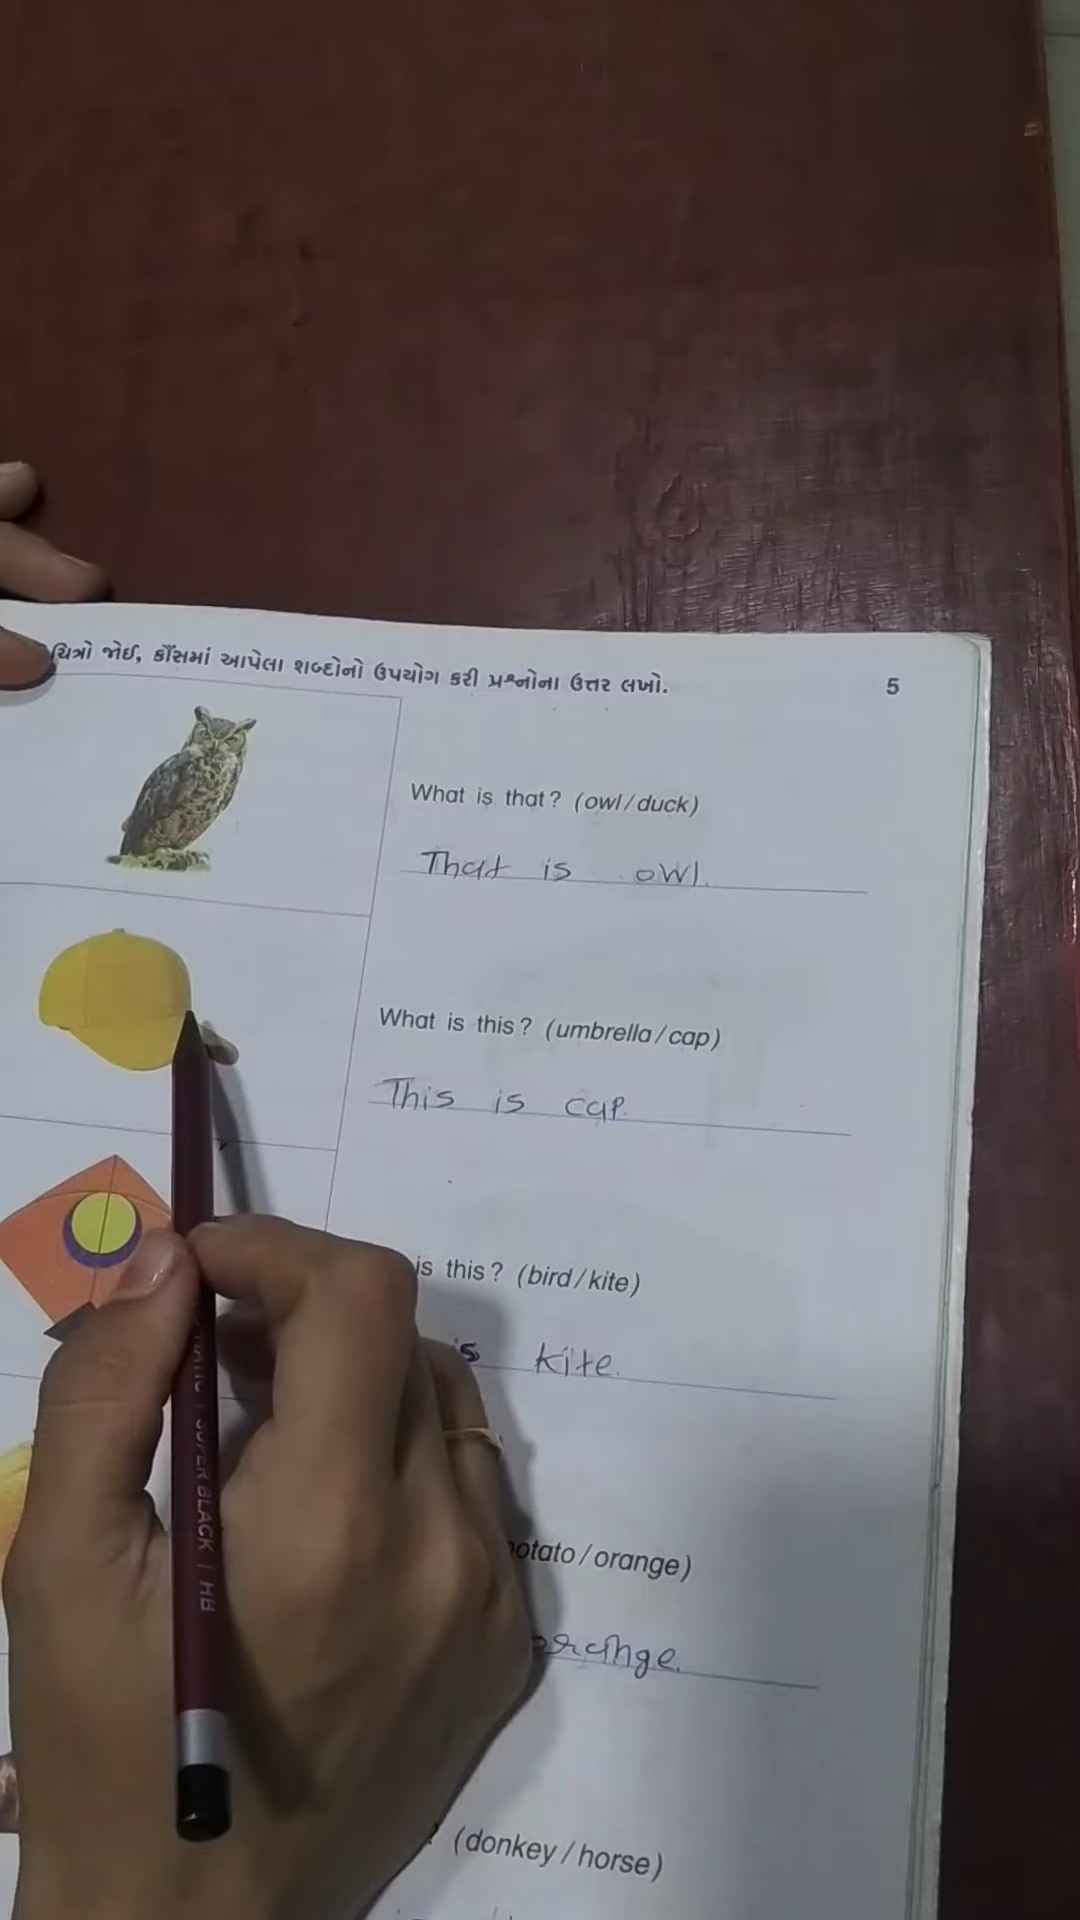 ચિત્રો જોઈ, કૌંસમાં આપેલા શબ્દોનો ઉપયોગ કરી પ્રશ્નોના ઉત્તર લખો.
5
What is that? (owl/duck)
That is owl.
What is this? (umbrella/cap)
This is cap.
is this? (bird/kite)
is kite.
/orange)
orange.
? (donkey/horse)
SUPER BLACK | HB